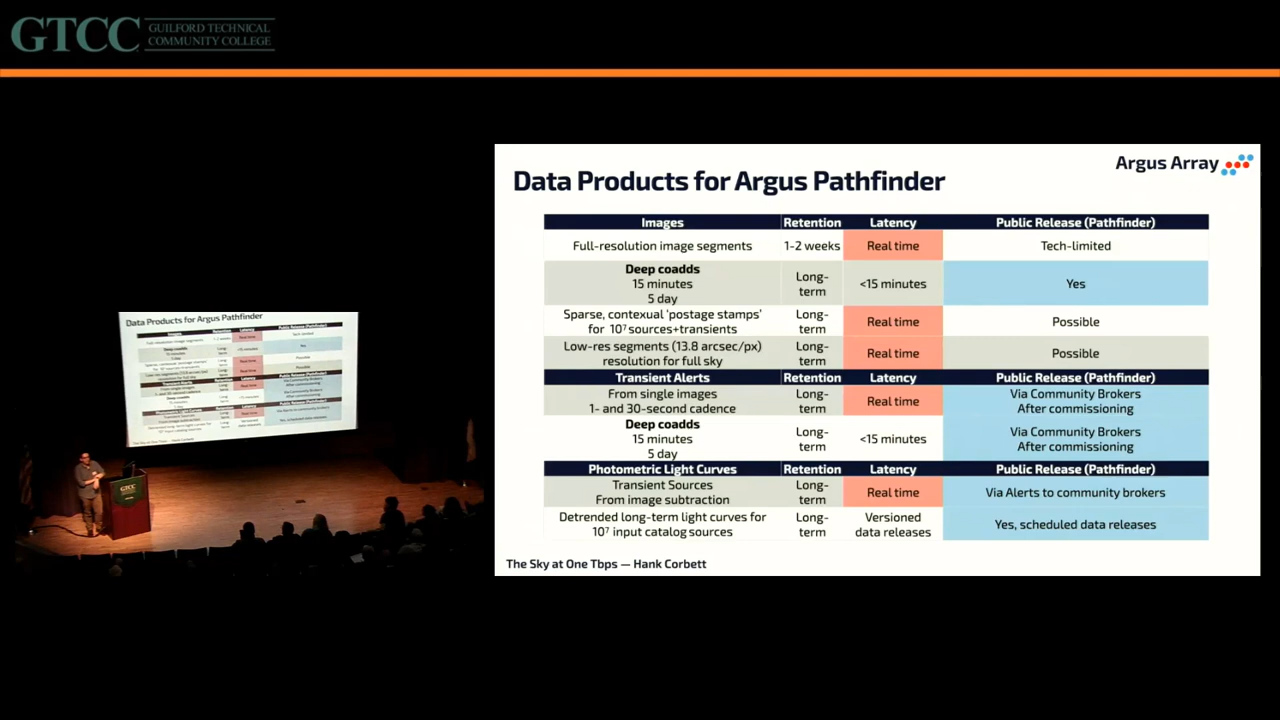 GTCC
GUILFORD TECHNICAL
COMMUNITY COLLEGE
Argus Array
Data Products for Argus Pathfinder
Images Retention Latency Public Release (Pathfinder)
Full-resolution image segments 1-2 weeks Real time Tech-limited
Deep coadds
15 minutes
5 day
Long-
term
<15 minutes
Yes
Sparse, contexual ‘postage stamps’
for 10⁷ sources+transients
Long-
term
Real time
Possible
Low-res segments (13.8 arcsec/px)
resolution for full sky
Long-
term
Real time
Possible
Transient Alerts Retention Latency Public Release (Pathfinder)
From single images
1- and 30-second cadence
Long-
term
Real time
Via Community Brokers
After commissioning
Deep coadds
15 minutes
5 day
Long-
term
<15 minutes
Via Community Brokers
After commissioning
Photometric Light Curves Retention Latency Public Release (Pathfinder)
Transient Sources
From image subtraction
Long-
term
Real time
Via Alerts to community brokers
Detrended long-term light curves for
10⁷ input catalog sources
Long-
term
Versioned
data releases
Yes, scheduled data releases
The Sky at One Tbps — Hank Corbett
Data Products for Argus Pathfinder
GTCC